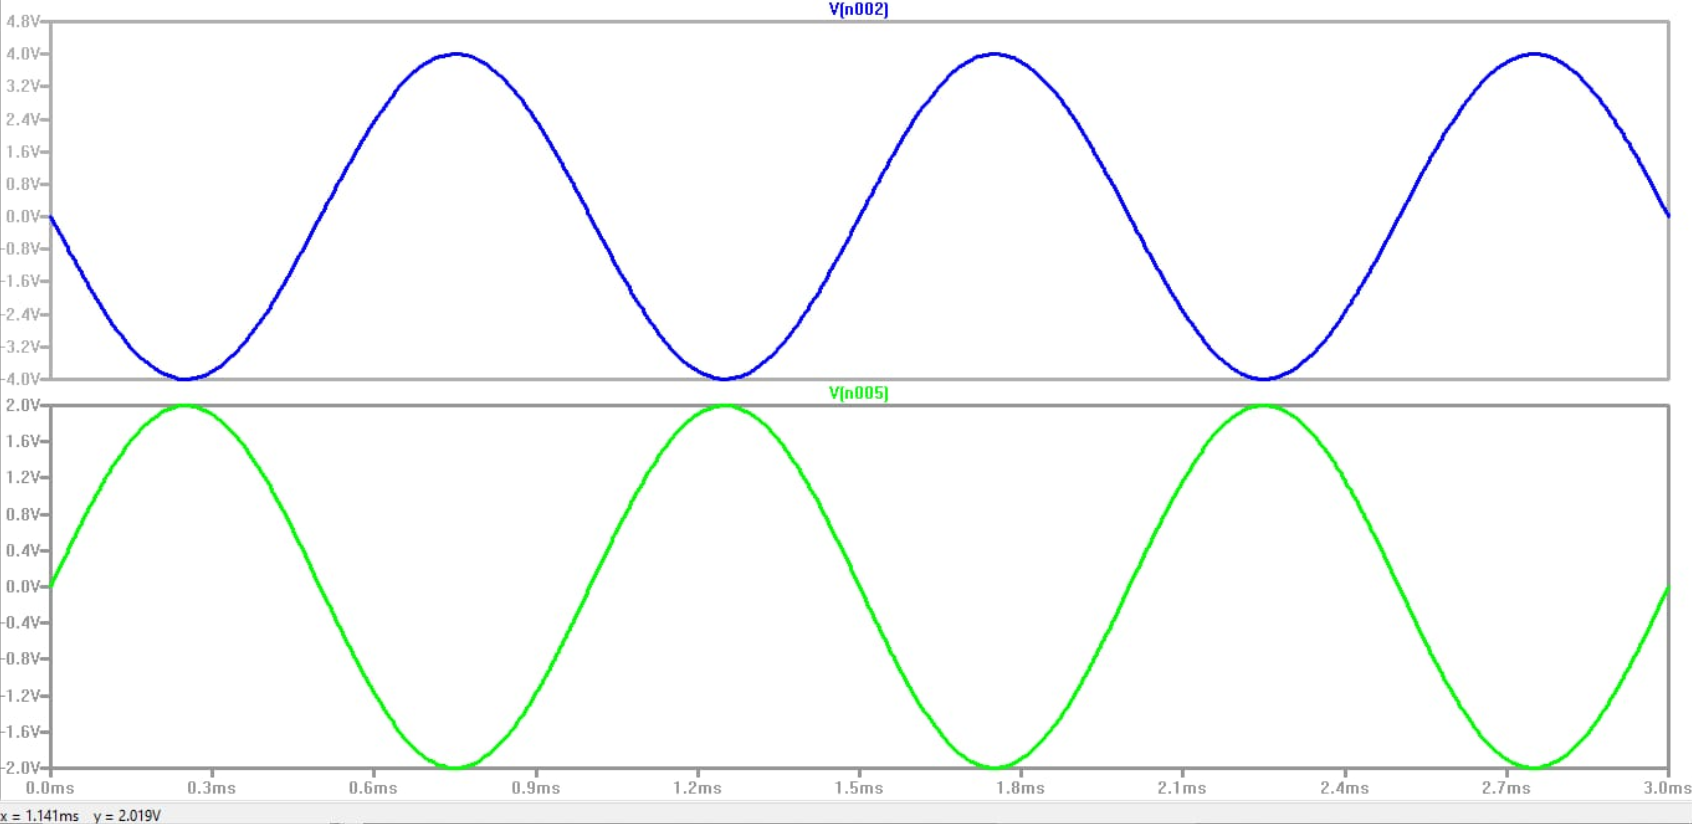 V(n002)
4.8V
4.0V
3.2V
2.4V
1.6V
0.8V
0.0V
-0.8V
-1.6V
-2.4V
-3.2V
-4.0V
V(n005)
2.0V
1.6V
1.2V
0.8V
0.4V
0.0V
-0.4V
-0.8V
-1.2V
-1.6V
-2.0V
0.0ms 0.3ms 0.6ms 0.9ms 1.2ms 1.5ms 1.8ms 2.1ms 2.4ms 2.7ms 3.0ms
x = 1.141ms y = 2.019V